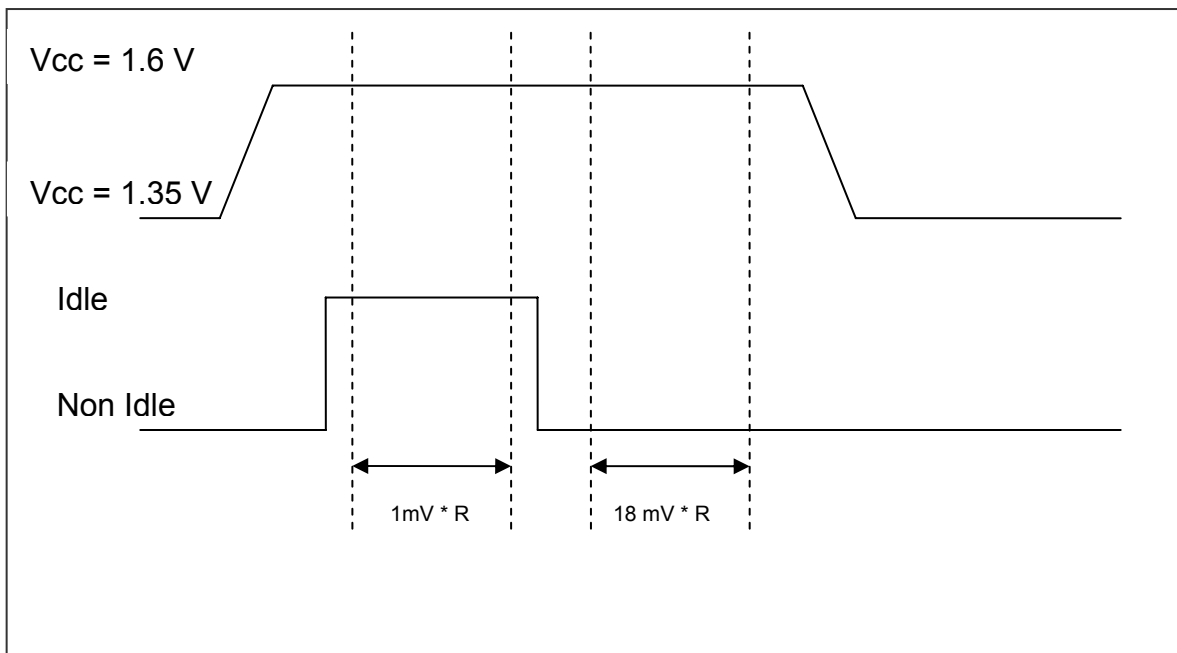 Vcc = 1.6 V
Vcc = 1.35 V
Idle
Non Idle
1mV * R
18 mV * R